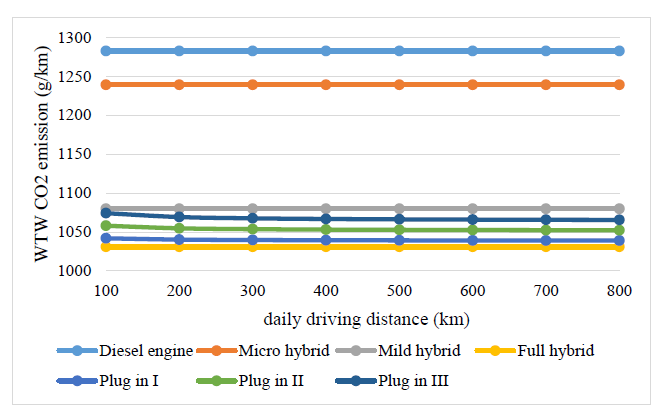 WTW CO2 emission (g/km)
1300
1250
1200
1150
1100
1050
1000
100 200 300 400 500 600 700 800
daily driving distance (km)
Diesel engine Micro hybrid Mild hybrid Full hybrid
Plug in I Plug in II Plug in III